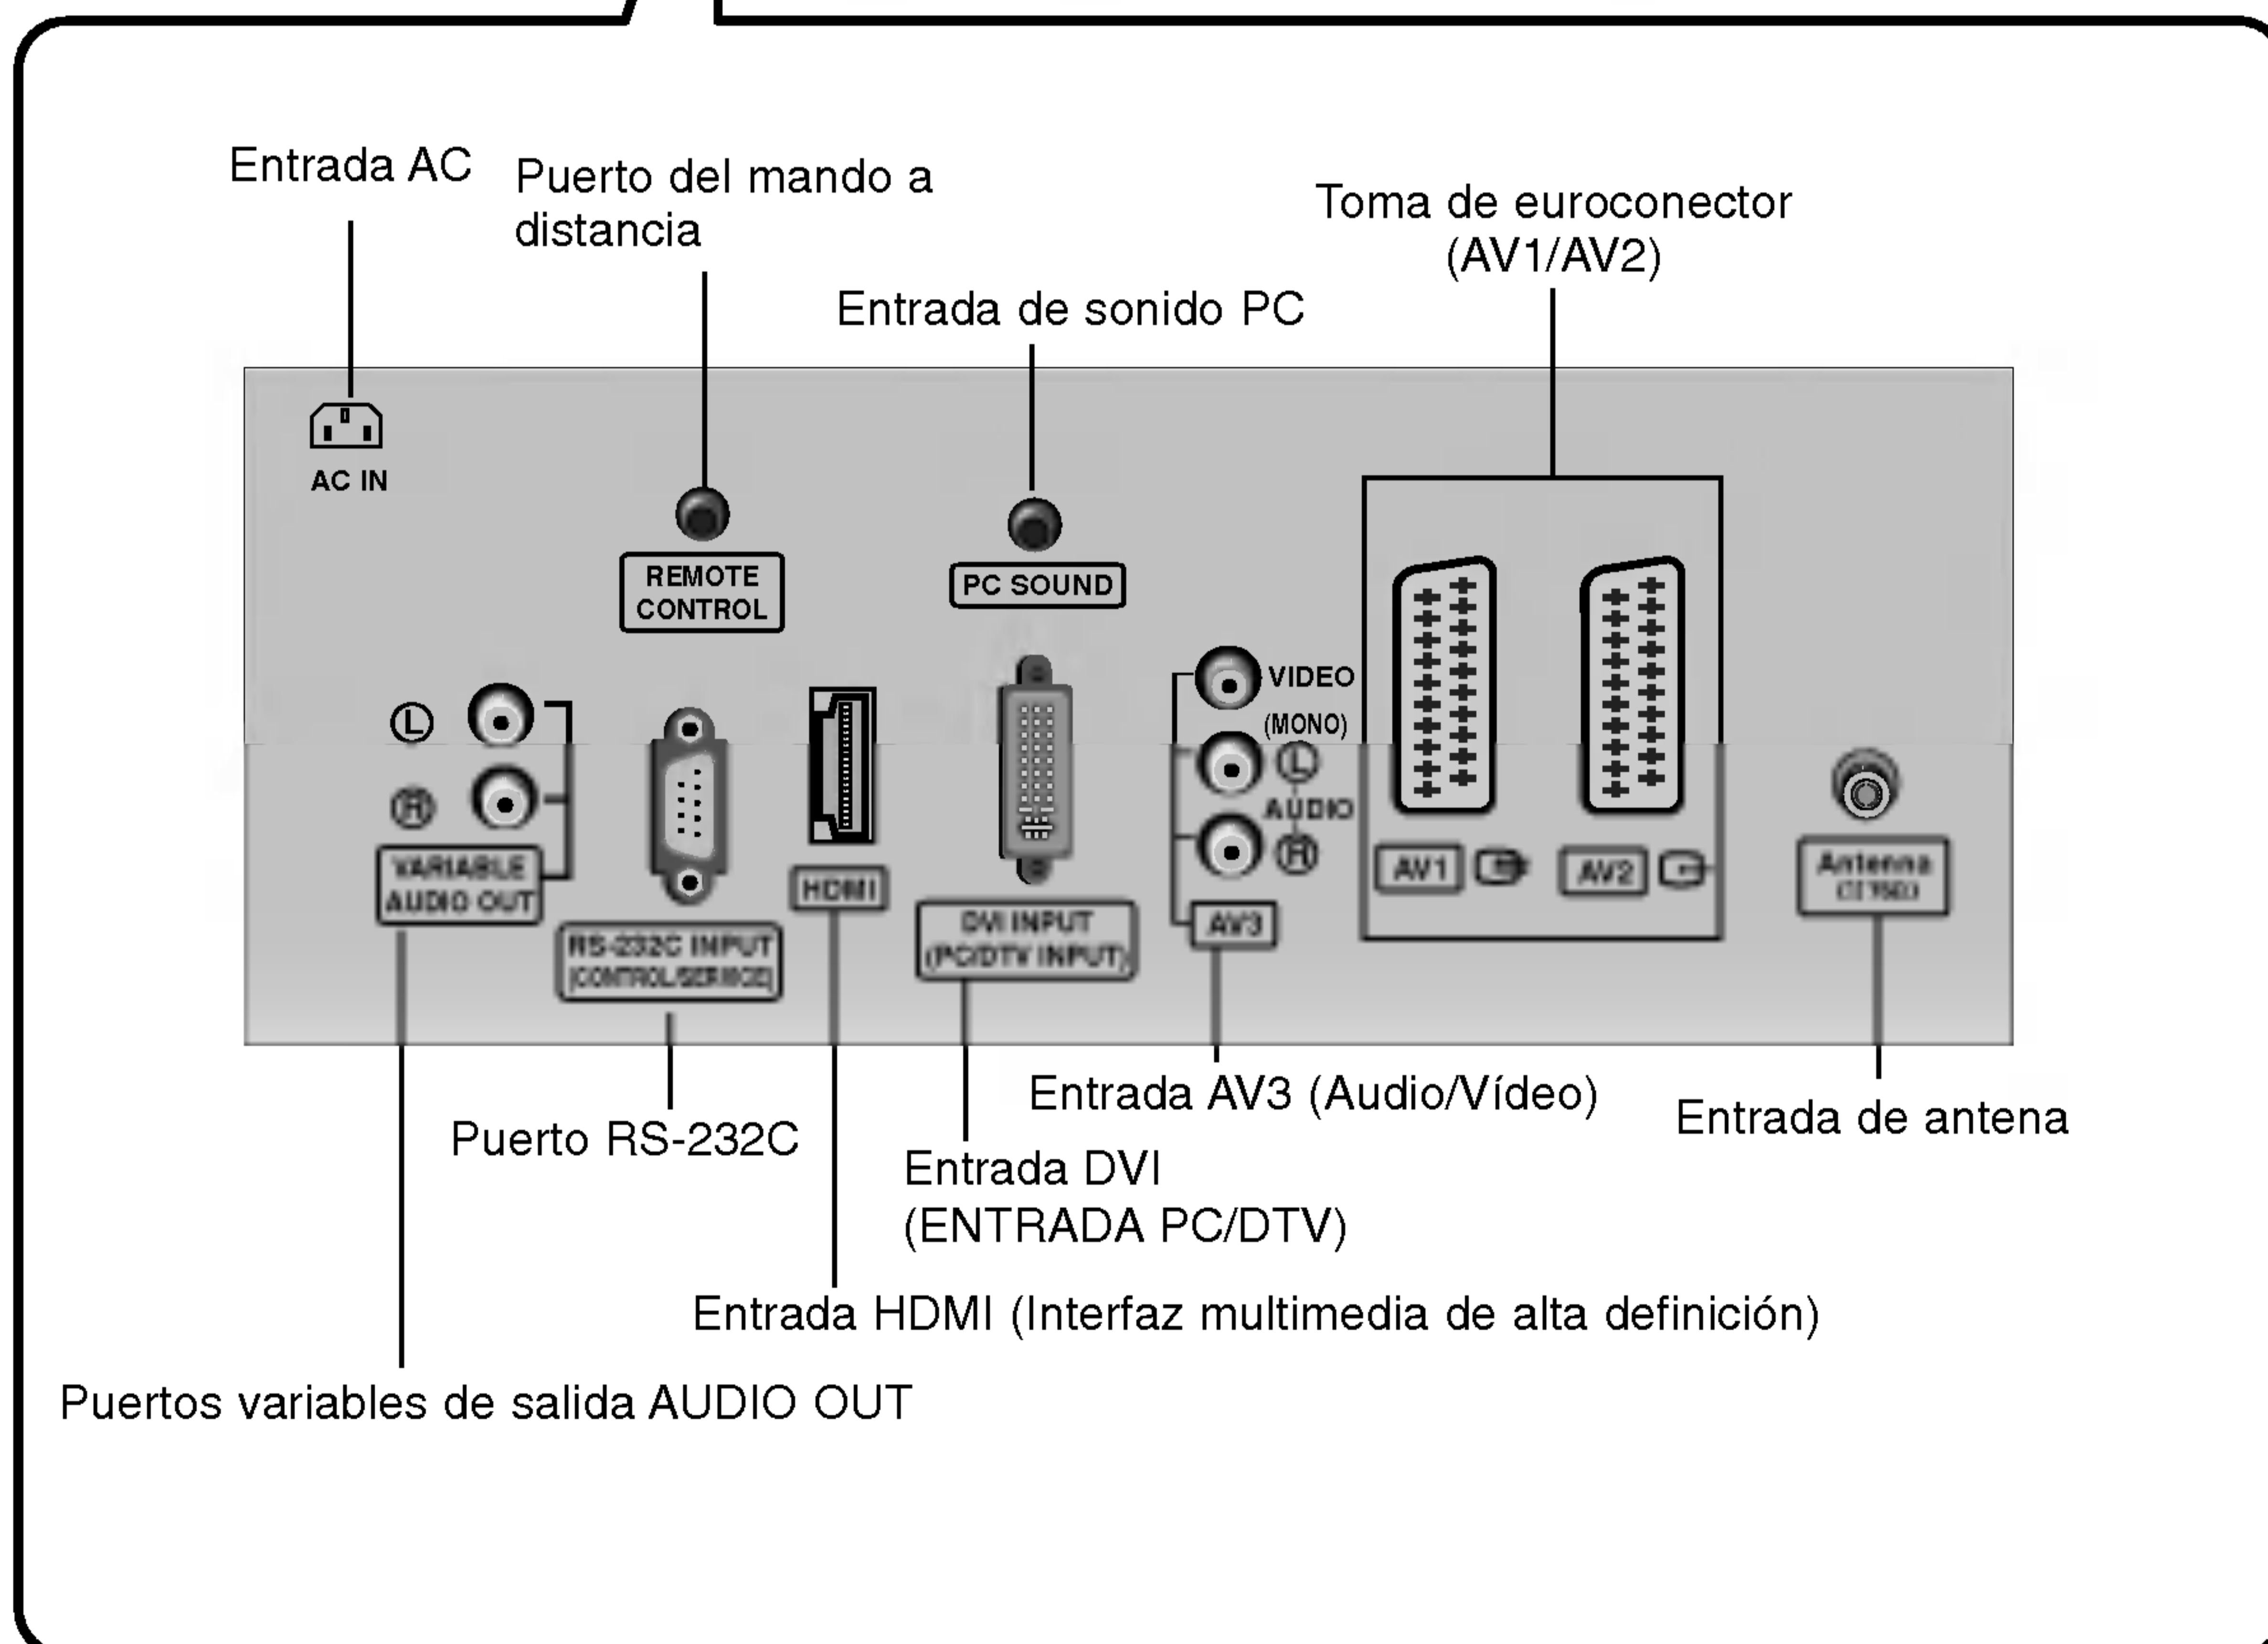 Entrada AC
Puerto del mando a
distancia
Toma de euroconector
(AV1/AV2)
Entrada de sonido PC
AC IN
REMOTE
CONTROL
PC SOUND
VIDEO
(MONO)
L
L
AUDIO
R
R
VARIABLE
AUDIO OUT
HDMI
AV1
AV2
Antenna
RS-232C INPUT
(CONTROL/SERVICE)
DVI INPUT
(PC/DTV INPUT)
AV3
Entrada AV3 (Audio/Vídeo)
Entrada de antena
Puerto RS-232C
Entrada DVI
(ENTRADA PC/DTV)
Entrada HDMI (Interfaz multimedia de alta definición)
Puertos variables de salida AUDIO OUT